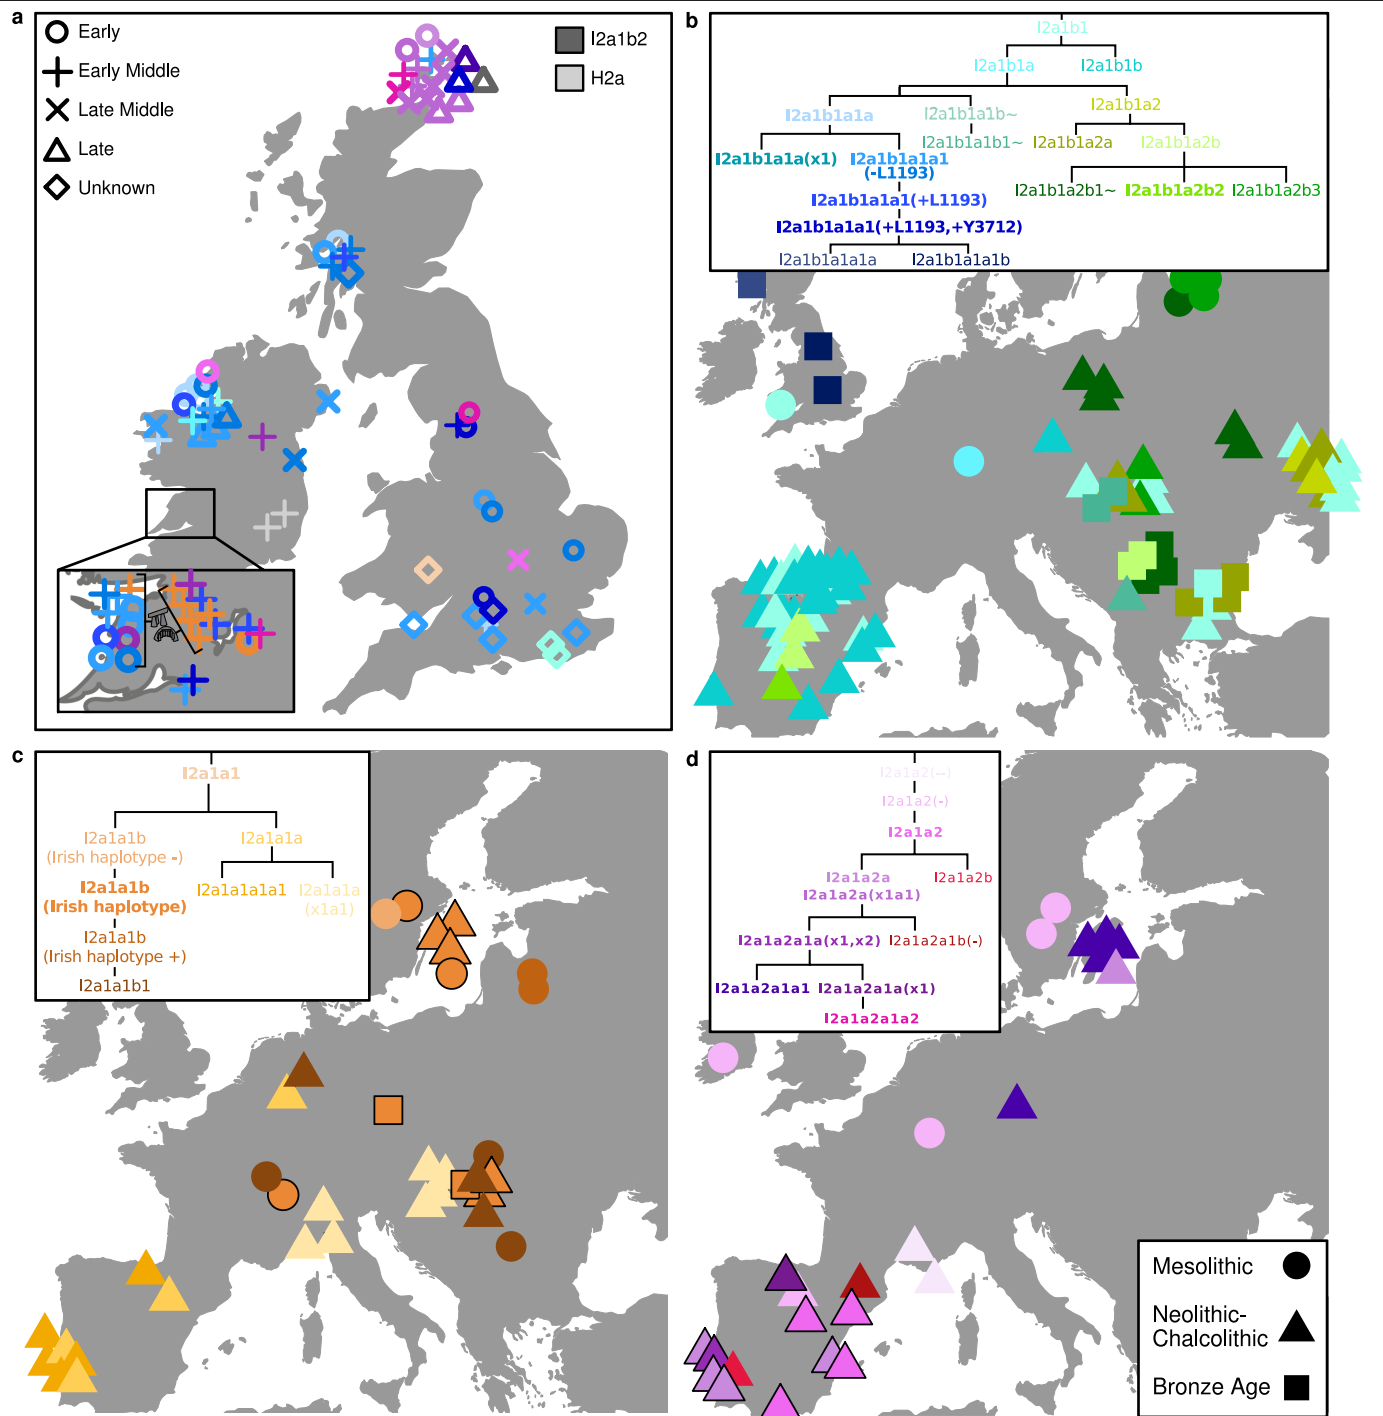 a
Early
Early Middle
Late Middle
Late
Unknown
I2a1b2
H2a
b
I2a1b1
I2a1b1a
I2a1b1b
I2a1b1a2
I2a1b1a1a
I2a1b1a1b~
I2a1b1a1b1~
I2a1b1a2a
I2a1b1a2b
I2a1b1a1a(x1)
I2a1b1a1a1
(-L1193)
I2a1b1a2b1~
I2a1b1a2b2
I2a1b1a2b3
I2a1b1a1a1(+L1193)
I2a1b1a1a1(+L1193,+Y3712)
I2a1b1a1a1a
I2a1b1a1a1b
c
I2a1a1
I2a1a1b
(Irish haplotype -)
I2a1a1a
I2a1a1b
(Irish haplotype)
I2a1a1a1a1
I2a1a1a
(x1a1)
I2a1a1b
(Irish haplotype +)
I2a1a1b1
d
I2a1a2(--)
I2a1a2(-)
I2a1a2
I2a1a2a
I2a1a2b
I2a1a2a(x1a1)
I2a1a2a1a(x1,x2)
I2a1a2a1b(-)
I2a1a2a1a1
I2a1a2a1a(x1)
I2a1a2a1a2
Mesolithic
Neolithic-
Chalcolithic
Bronze Age